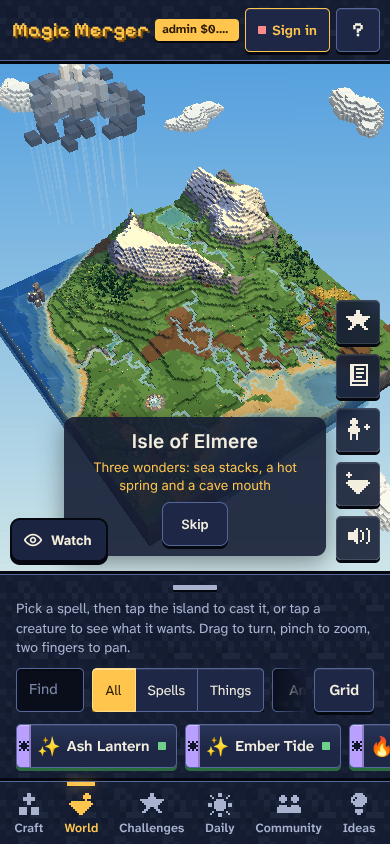 Magic Merger
admin $0....
Sign in
?
Isle of Elmere
Three wonders: sea stacks, a hot
spring and a cave mouth
Skip
Watch
Pick a spell, then tap the island to cast it, or tap a
creature to see what it wants. Drag to turn, pinch to zoom,
two fingers to pan.
Find
All
Spells
Things
Grid
Ash Lantern
Ember Tide
Craft
World
Challenges
Daily
Community
Ideas